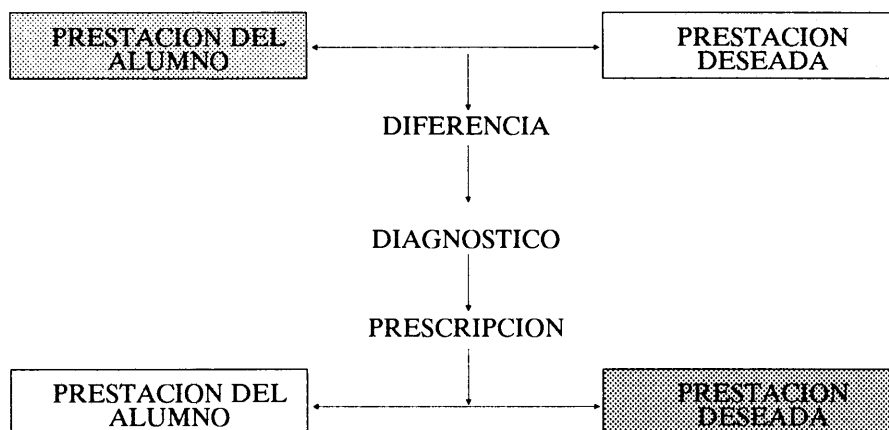 PRESTACION DEL
ALUMNO
PRESTACION
DESEADA
DIFERENCIA
DIAGNOSTICO
PRESCRIPCION
PRESTACION DEL
ALUMNO
PRESTACION
DESEADA